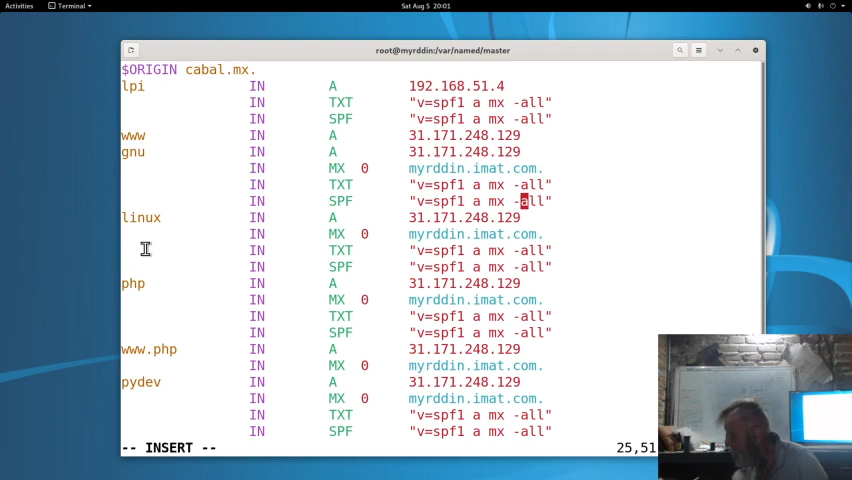 Activities Terminal Sat Aug 5 20:01
root@myrddin:/var/named/master
$ORIGIN cabal.mx.
lpi IN A 192.168.51.4
IN TXT "v=spf1 a mx -all"
IN SPF "v=spf1 a mx -all"
www IN A 31.171.248.129
gnu IN A 31.171.248.129
IN MX 0 myrddin.imat.com.
IN TXT "v=spf1 a mx -all"
IN SPF "v=spf1 a mx -all"
linux IN A 31.171.248.129
IN MX 0 myrddin.imat.com.
IN TXT "v=spf1 a mx -all"
IN SPF "v=spf1 a mx -all"
php IN A 31.171.248.129
IN MX 0 myrddin.imat.com.
IN TXT "v=spf1 a mx -all"
IN SPF "v=spf1 a mx -all"
www.php IN A 31.171.248.129
IN MX 0 myrddin.imat.com.
pydev IN A 31.171.248.129
IN MX 0 myrddin.imat.com.
IN TXT "v=spf1 a mx -all"
IN SPF "v=spf1 a mx -all"
-- INSERT -- 25,51